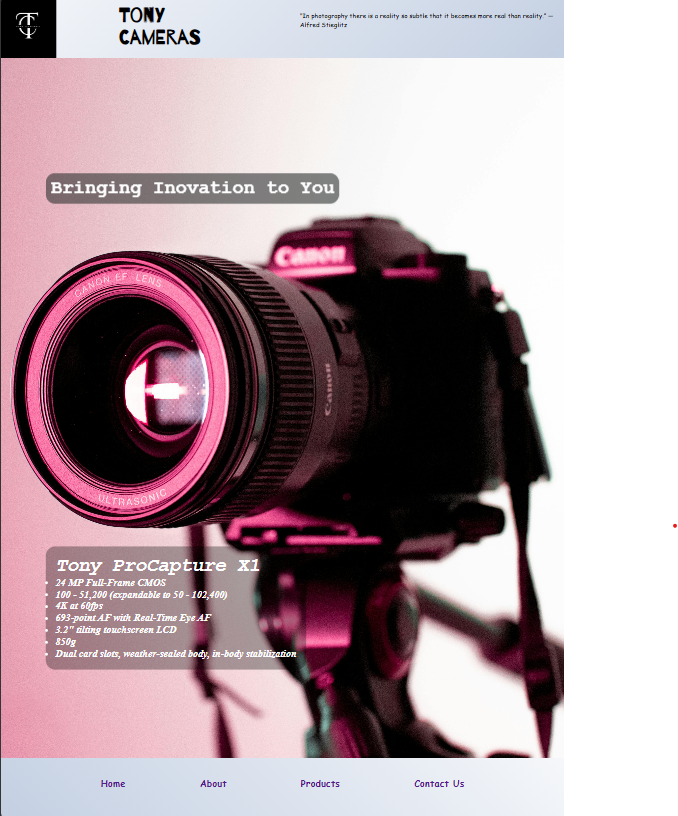 TONY
CAMERAS
"In photography there is a reality so subtle that it becomes more real than reality." —
Alfred Stieglitz
Bringing Inovation to You
Canon
CANON EF LENS
Canon
ULTRASONIC
Tony ProCapture X1
24 MP Full-Frame CMOS
100 - 51,200 (expandable to 50 - 102,400)
4K at 60fps
693-point AF with Real-Time Eye AF
3.2" tilting touchscreen LCD
850g
Dual card slots, weather-sealed body, in-body stabilization
Home About Products Contact Us